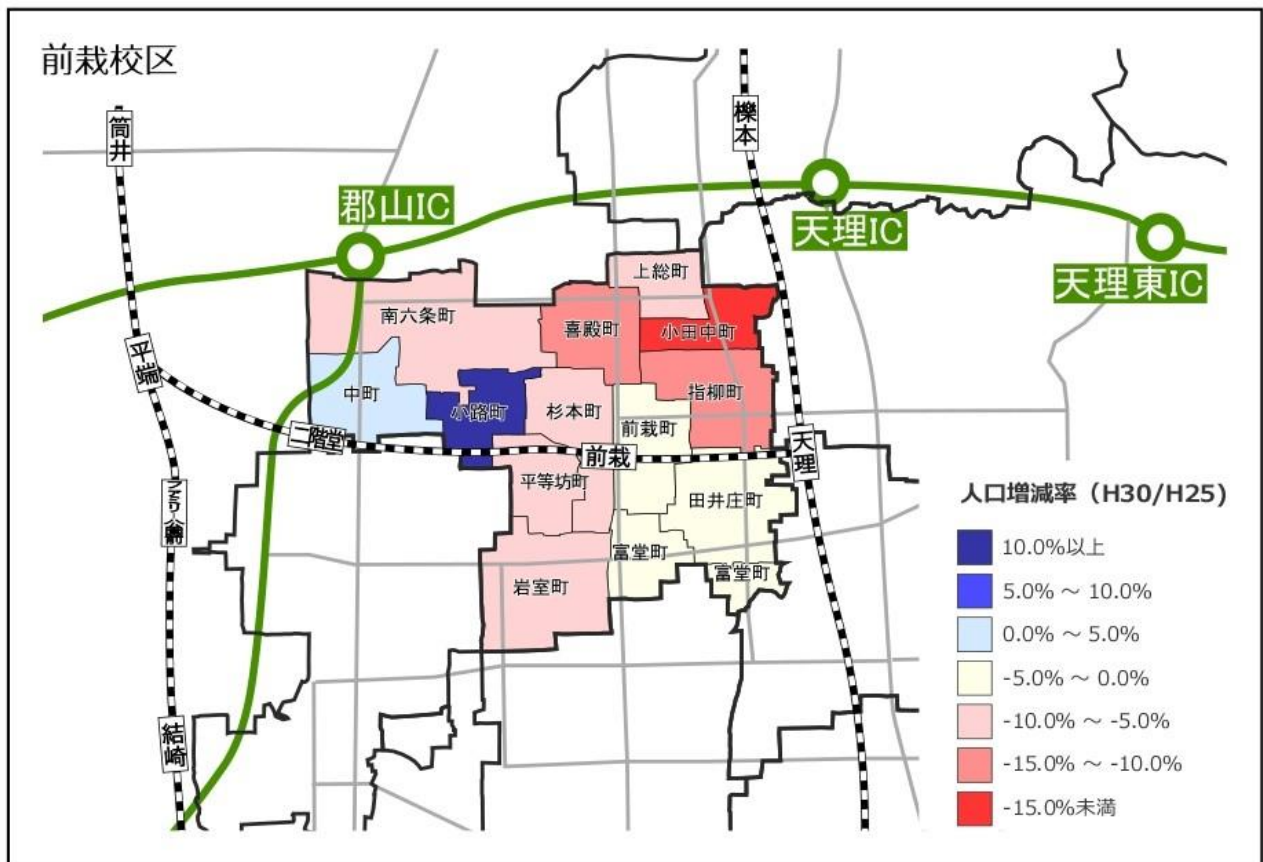 前栽校区
筒井
櫟本
郡山IC
天理IC
天理東IC
上総町
南六条町
喜殿町
小田中町
平端
中町
小路町
杉本町
指柳町
前栽町
二階堂
前栽
天理
平等坊町
田井庄町
富堂町
富堂町
岩室町
結崎
人口増減率（H30/H25)
10.0%以上
5.0% ～ 10.0%
0.0% ～ 5.0%
-5.0% ～ 0.0%
-10.0% ～ -5.0%
-15.0% ～ -10.0%
-15.0%未満